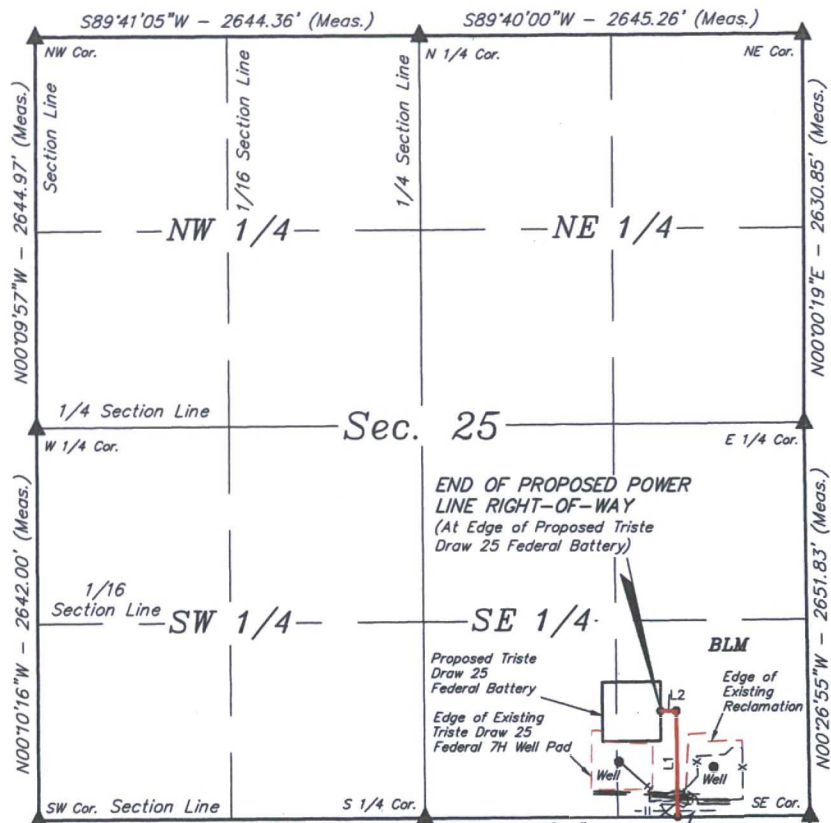 S89°41'05"W - 2644.36' (Meas.)
S89°40'00"W - 2645.26' (Meas.)
NW Cor.
N 1/4 Cor.
NE Cor.
N00°09'57"W - 2644.97' (Meas.)
Section Line
1/16 Section Line
1/4 Section Line
N00°00'19"E - 2630.85' (Meas.)
NW 1/4
NE 1/4
1/4 Section Line
Sec. 25
W 1/4 Cor.
E 1/4 Cor.
END OF PROPOSED POWER
LINE RIGHT-OF-WAY
(At Edge of Proposed Triste
Draw 25 Federal Battery)
N00°10'16"W - 2642.00' (Meas.)
1/16
Section Line
SW 1/4
SE 1/4
N00°26'55"W - 2651.83' (Meas.)
BLM
Proposed Triste
Draw 25
Federal Battery
Edge of
Existing
Reclamation
L2
Edge of Existing
Triste Draw 25
Federal 7H Well Pad
L1
Well
Well
SW Cor.
Section Line
S 1/4 Cor.
SE Cor.